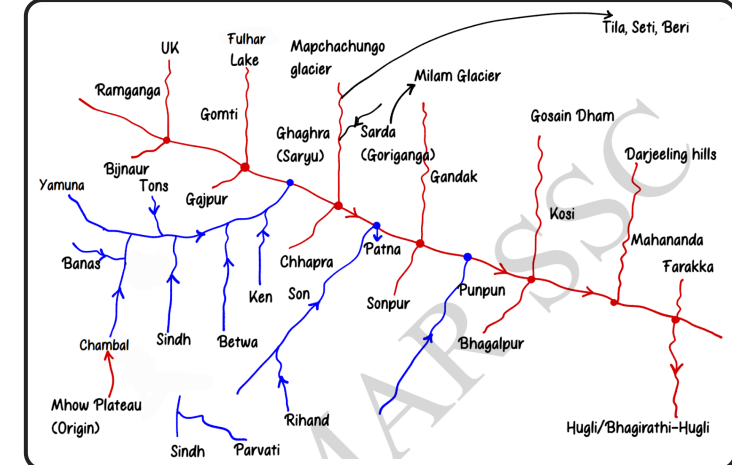 Tila, Seti, Beri
UK
Fulhar
Lake
Mapchachungo
glacier
Milam Glacier
Ramganga
Gomti
Ghaghra
(Saryu)
Sarda
(Goriganga)
Gosain Dham
Bijnaur
Gandak
Darjeeling hills
Yamuna
Tons
Gajpur
Kosi
Banas
Chhapra
Patna
Mahananda
Farakka
Ken
Son
Sonpur
Punpun
Chambal
Sindh
Betwa
Bhagalpur
Mhow Plateau
(Origin)
Rihand
Hugli/Bhagirathi-Hugli
Sindh
Parvati
MAR SSC